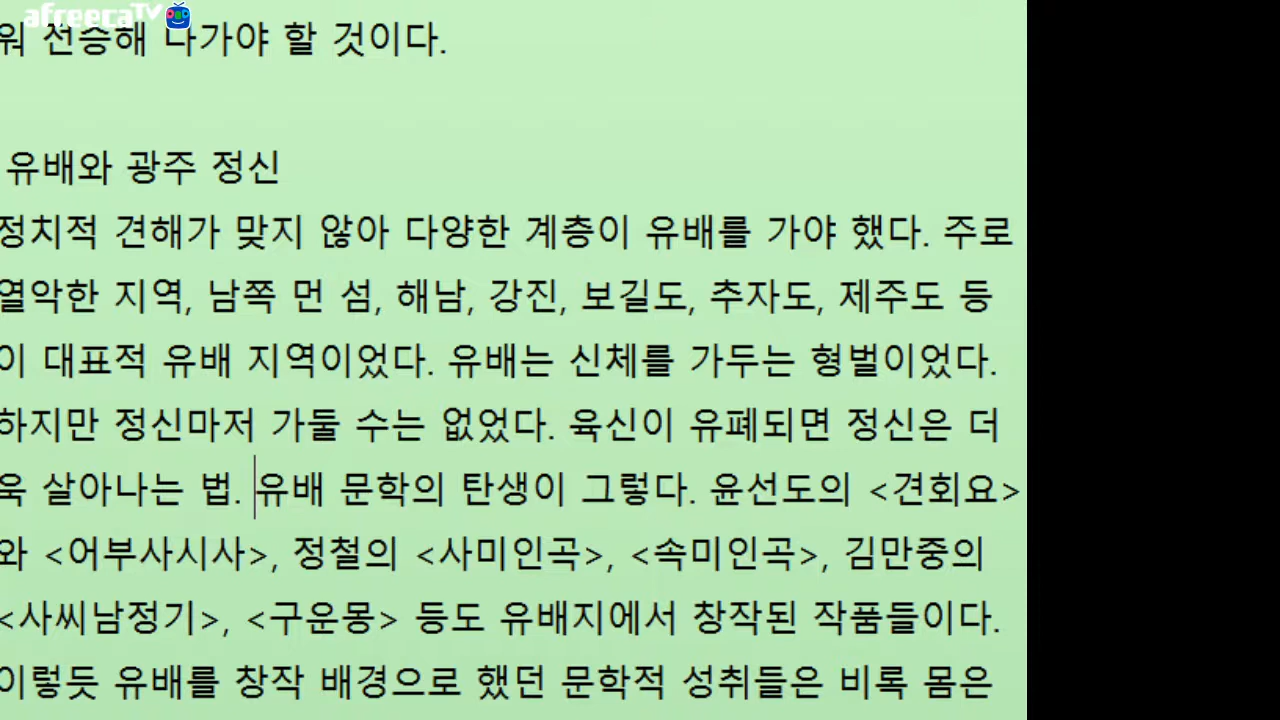 afreecaTV
워 전승해 나가야 할 것이다.
유배와 광주 정신
정치적 견해가 맞지 않아 다양한 계층이 유배를 가야 했다. 주로
열악한 지역, 남쪽 먼 섬, 해남, 강진, 보길도, 추자도, 제주도 등
이 대표적 유배 지역이었다. 유배는 신체를 가두는 형벌이었다.
하지만 정신마저 가둘 수는 없었다. 육신이 유폐되면 정신은 더
욱 살아나는 법. 유배 문학의 탄생이 그렇다. 윤선도의 <견회요>
와 <어부사시사>, 정철의 <사미인곡>, <속미인곡>, 김만중의
<사씨남정기>, <구운몽> 등도 유배지에서 창작된 작품들이다.
이렇듯 유배를 창작 배경으로 했던 문학적 성취들은 비록 몸은